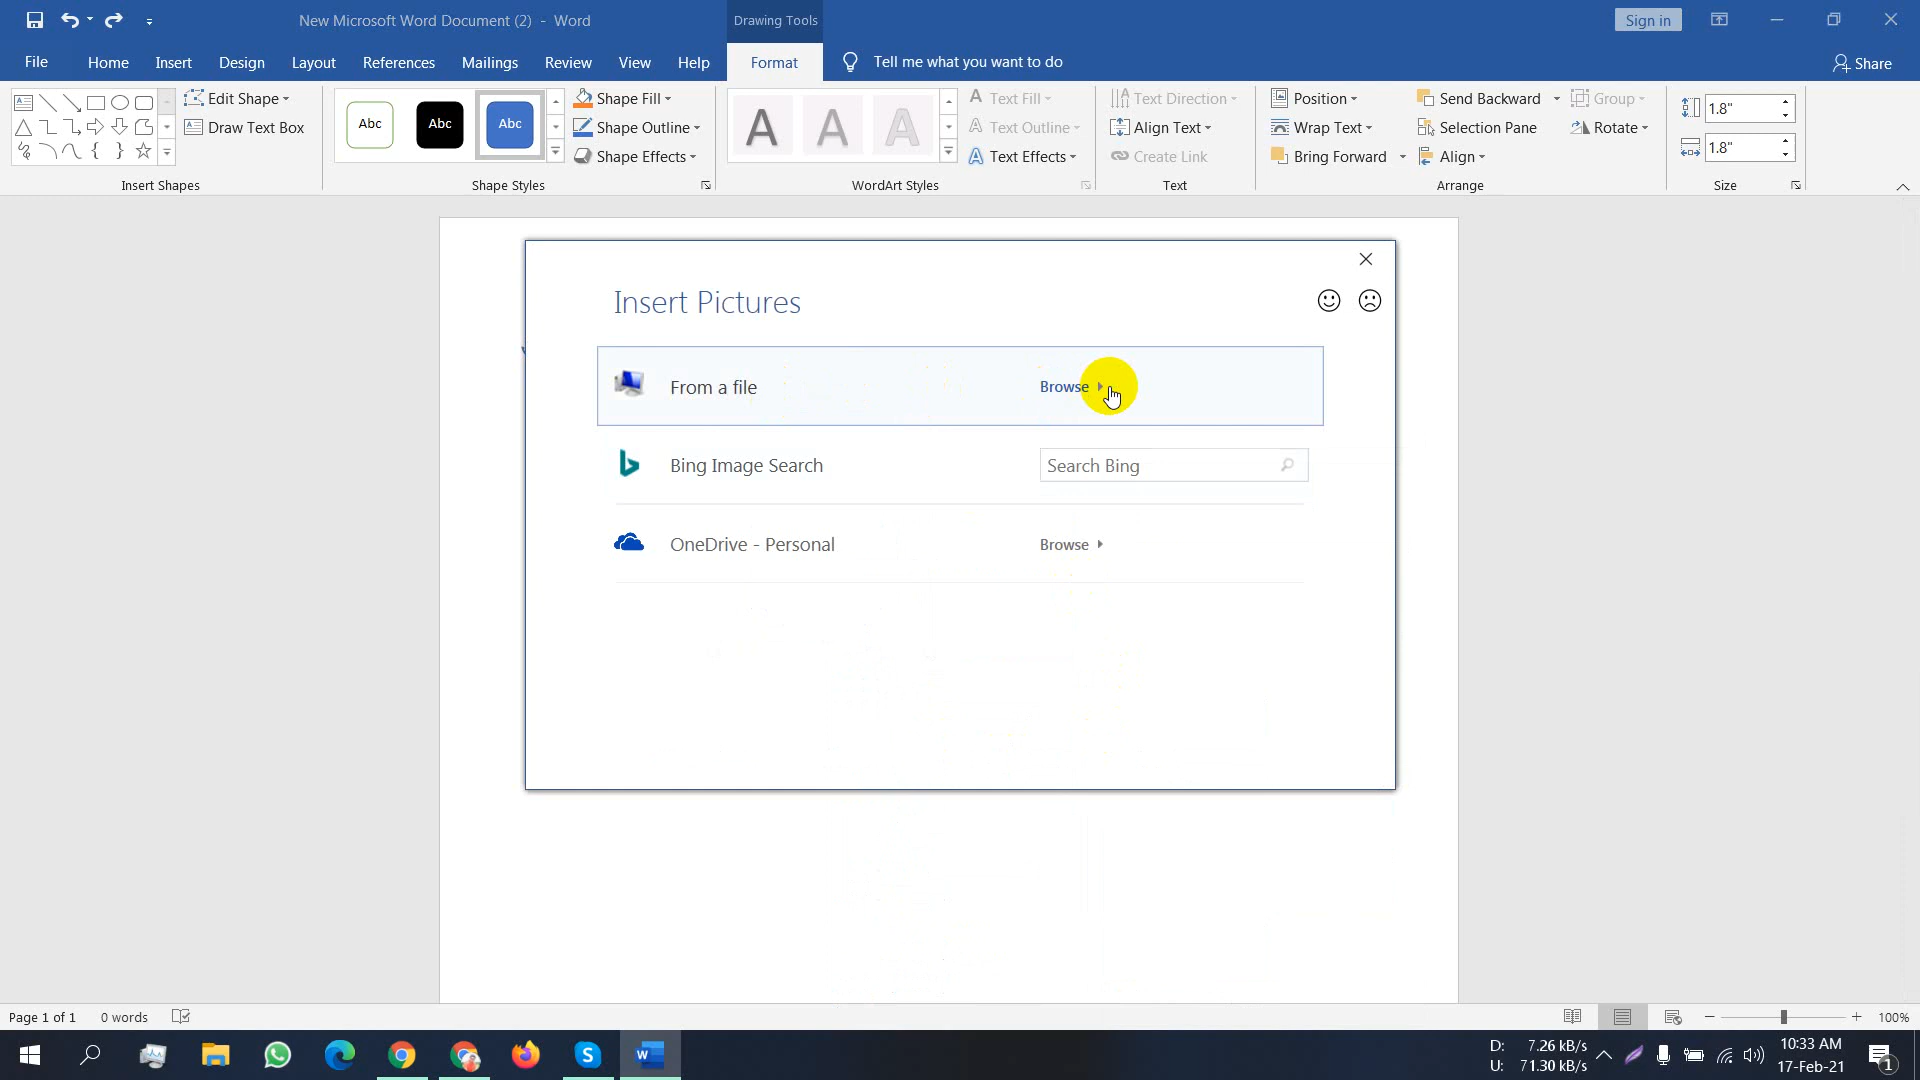 New Microsoft Word Document (2) - Word
Drawing Tools
Sign in
File Home Insert Design Layout References Mailings Review View Help Format Tell me what you want to do Share
Edit Shape
Draw Text Box
Insert Shapes
Abc Abc Abc
Shape Fill
Shape Outline
Shape Effects
Shape Styles
A A A
WordArt Styles
A Text Fill
A Text Outline
A Text Effects
Text Direction
Align Text
Create Link
Text
Position
Wrap Text
Bring Forward
Send Backward
Selection Pane
Align
Group
Rotate
Arrange
1.8"
1.8"
Size
Insert Pictures
From a file Browse
Bing Image Search Search Bing
OneDrive - Personal Browse
Page 1 of 1 0 words 100%
D: 7.26 kB/s
U: 71.30 kB/s
10:33 AM
17-Feb-21
1